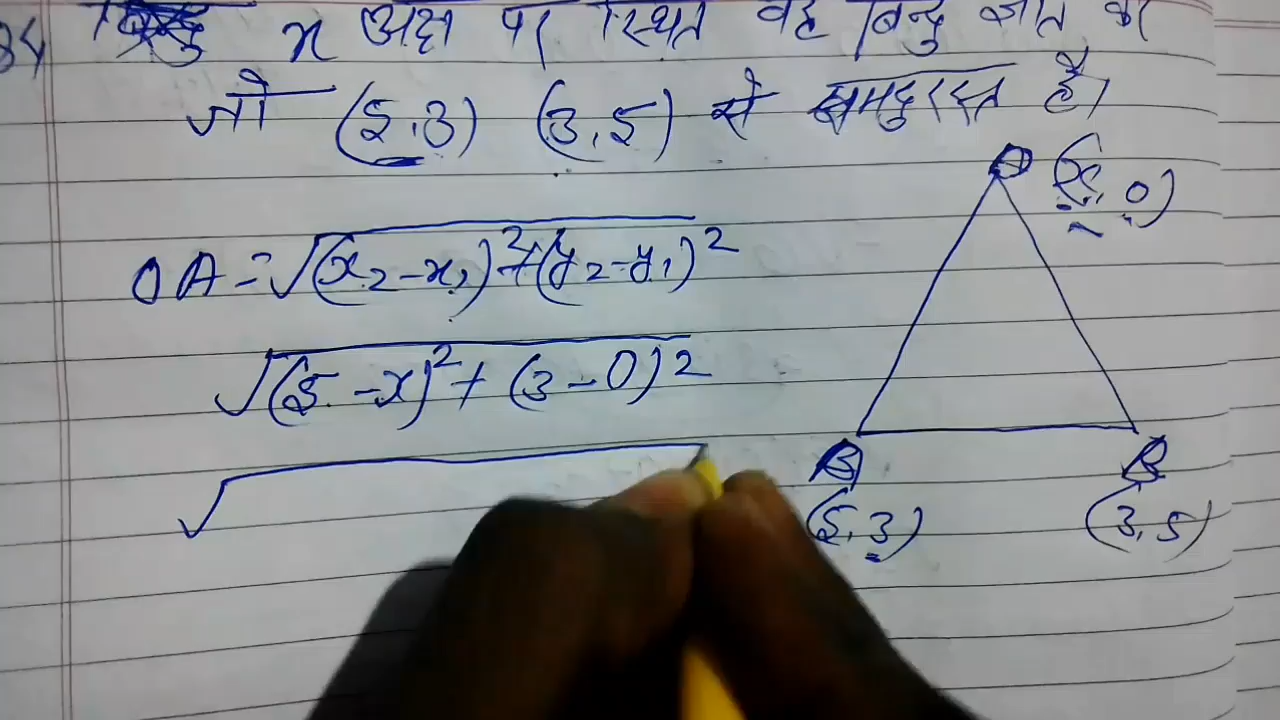 34 x अक्ष पर स्थित वह बिन्दु ज्ञात क
जो (5,3) (3,5) से समदुरस्त है।
(x, 0)
OA = √(x₂-x₁)²+(y₂-y₁)²
√(5-x)²+(3-0)²
B
(5,3) (3,5)